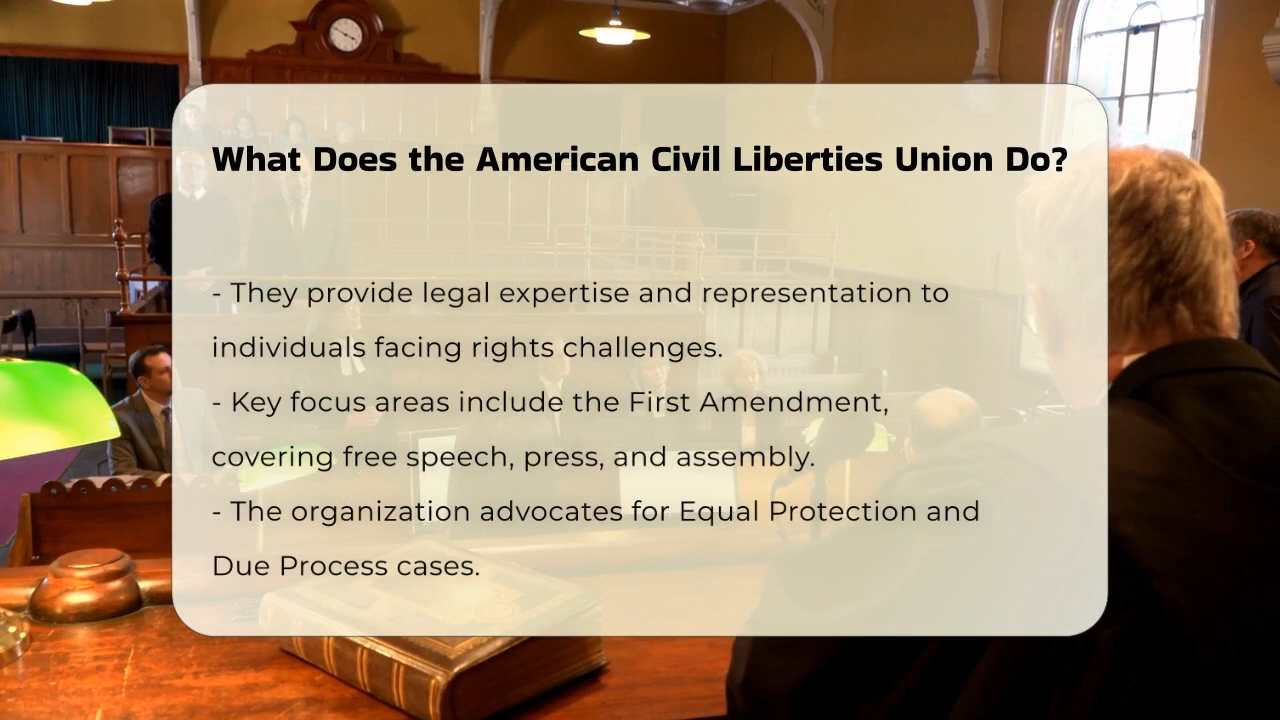 What Does the American Civil Liberties Union Do?
- They provide legal expertise and representation to
individuals facing rights challenges.
- Key focus areas include the First Amendment,
covering free speech, press, and assembly.
- The organization advocates for Equal Protection and
Due Process cases.